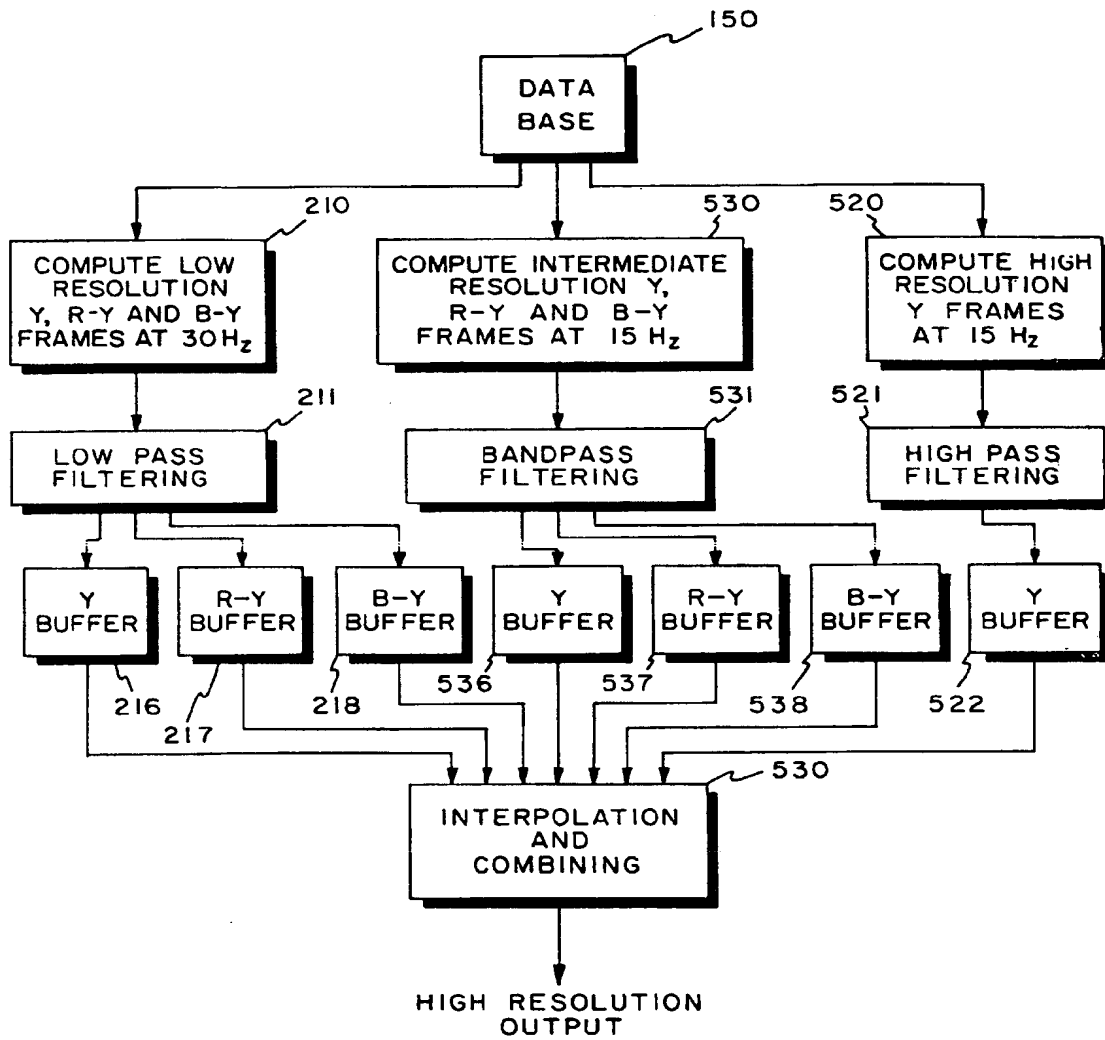 150
DATA
BASE
210
530
520
COMPUTE LOW
RESOLUTION
Y, R-Y AND B-Y
FRAMES AT 30 Hz
COMPUTE INTERMEDIATE
RESOLUTION Y,
R-Y AND B-Y
FRAMES AT 15 Hz
COMPUTE HIGH
RESOLUTION
Y FRAMES
AT 15 Hz
211
531
521
LOW PASS
FILTERING
BANDPASS
FILTERING
HIGH PASS
FILTERING
Y
BUFFER
R-Y
BUFFER
B-Y
BUFFER
Y
BUFFER
R-Y
BUFFER
B-Y
BUFFER
Y
BUFFER
216
217
218
536
537
538
522
530
INTERPOLATION
AND
COMBINING
HIGH RESOLUTION
OUTPUT